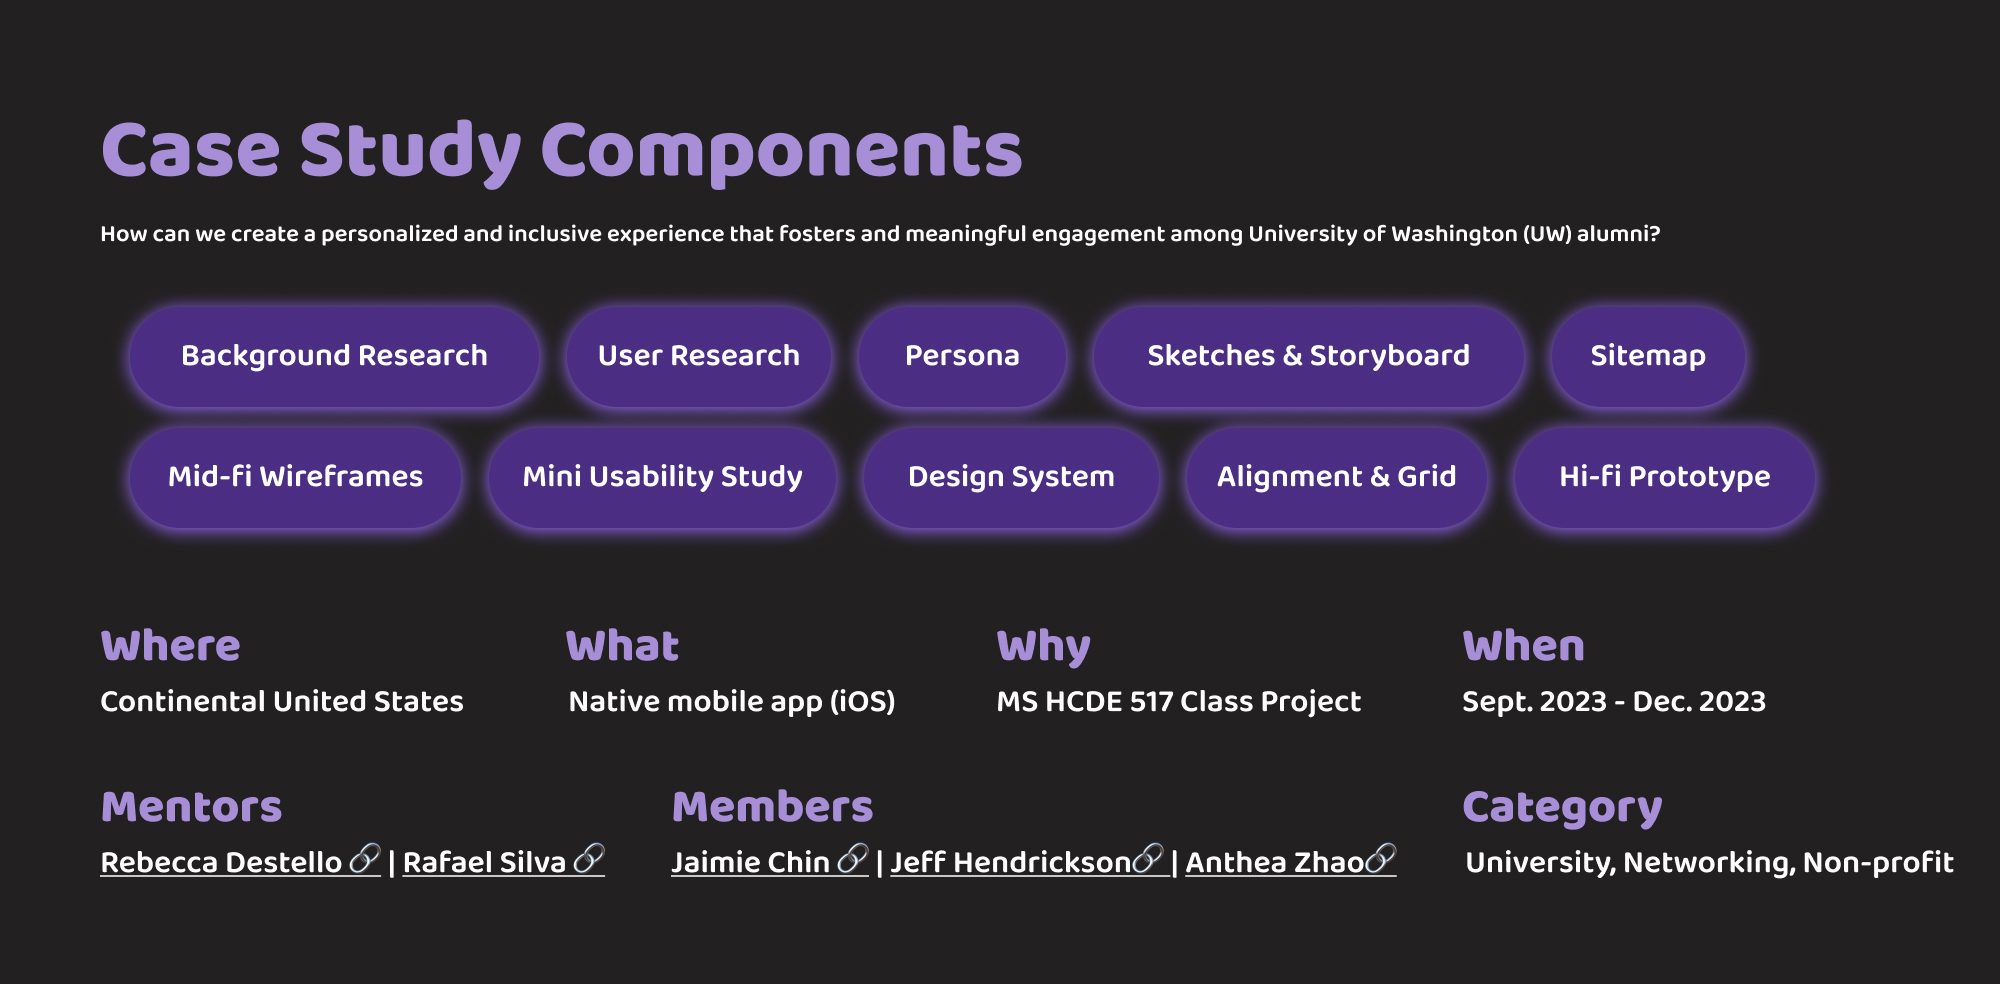 Case Study Components
How can we create a personalized and inclusive experience that fosters and meaningful engagement among University of Washington (UW) alumni?
Background Research
User Research
Persona
Sketches & Storyboard
Sitemap
Mid-fi Wireframes
Mini Usability Study
Design System
Alignment & Grid
Hi-fi Prototype
Where
Continental United States
What
Native mobile app (iOS)
Why
MS HCDE 517 Class Project
When
Sept. 2023 - Dec. 2023
Mentors
Rebecca Destello 🔗 | Rafael Silva 🔗
Members
Jaimie Chin 🔗 | Jeff Hendrickson🔗 | Anthea Zhao🔗
Category
University, Networking, Non-profit